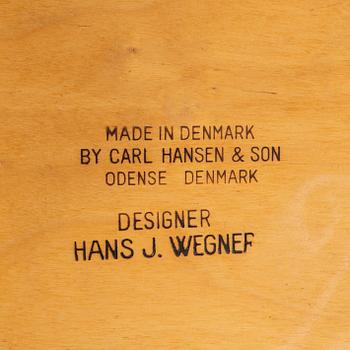 MADE IN DENMARK
BY CARL HANSEN & SON
ODENSE DENMARK
DESIGNER
HANS J. WEGNER